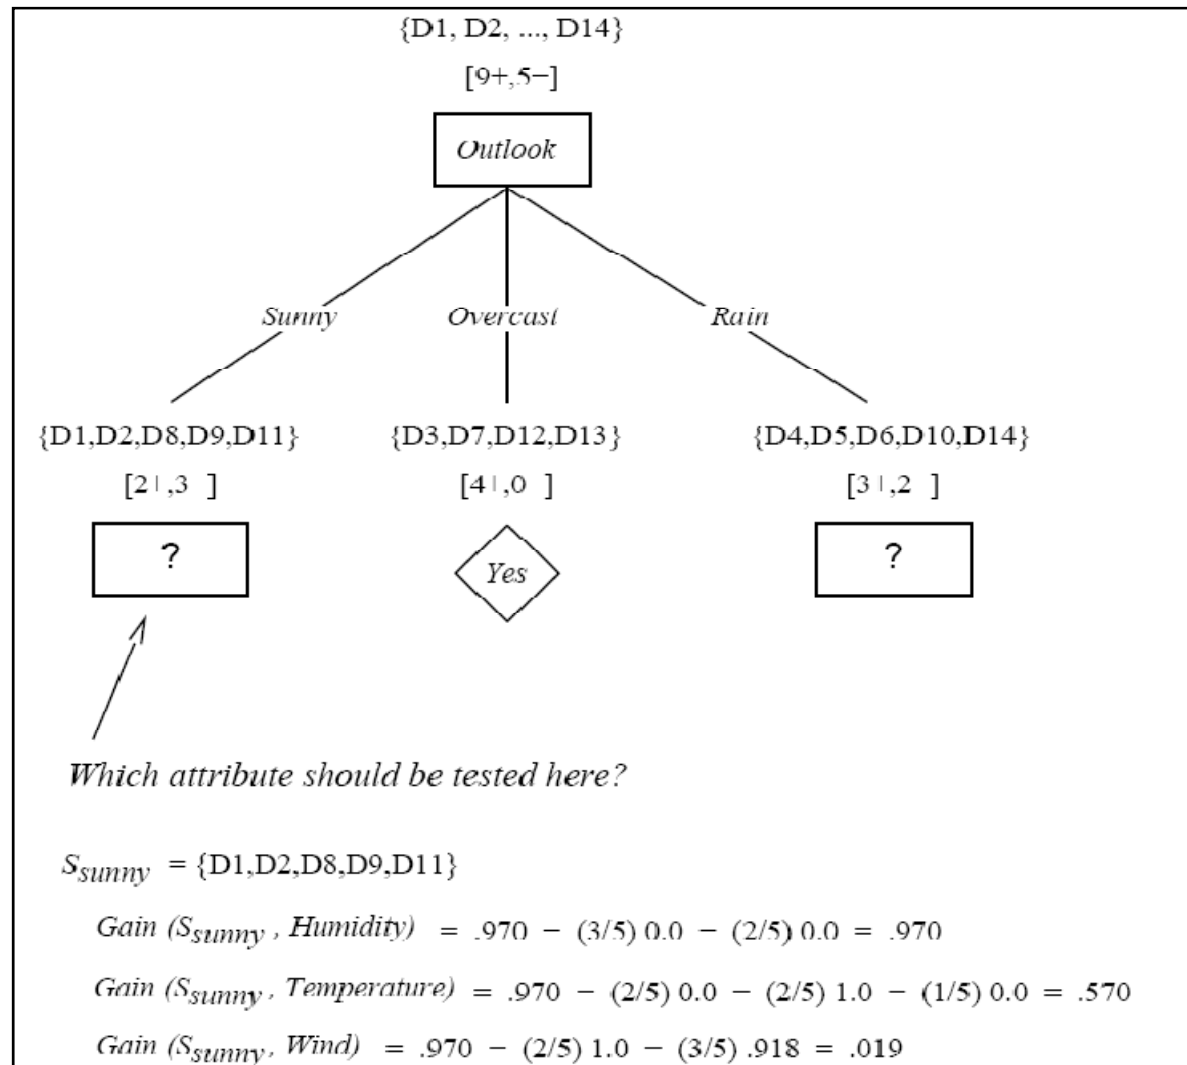 {D1, D2, ..., D14}
[9+,5−]
Outlook
Sunny Overcast Rain
{D1,D2,D8,D9,D11} {D3,D7,D12,D13} {D4,D5,D6,D10,D14}
[2+,3 ] [4+,0 ] [3+,2 ]
? Yes ?
Which attribute should be tested here?
Ssunny = {D1,D2,D8,D9,D11}
Gain (Ssunny , Humidity) = .970 − (3/5) 0.0 − (2/5) 0.0 = .970
Gain (Ssunny , Temperature) = .970 − (2/5) 0.0 − (2/5) 1.0 − (1/5) 0.0 = .570
Gain (Ssunny , Wind) = .970 − (2/5) 1.0 − (3/5) .918 = .019